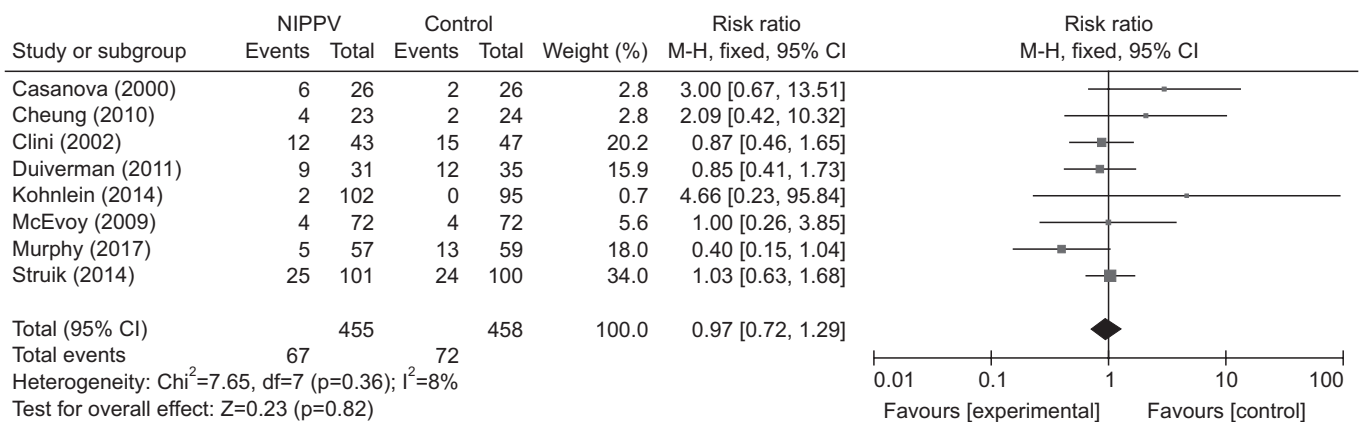 NIPPV Control Risk ratio Risk ratio
Study or subgroup Events Total Events Total Weight (%) M-H, fixed, 95% CI M-H, fixed, 95% CI
Casanova (2000) 6 26 2 26 2.8 3.00 [0.67, 13.51]
Cheung (2010) 4 23 2 24 2.8 2.09 [0.42, 10.32]
Clini (2002) 12 43 15 47 20.2 0.87 [0.46, 1.65]
Duiverman (2011) 9 31 12 35 15.9 0.85 [0.41, 1.73]
Kohnlein (2014) 2 102 0 95 0.7 4.66 [0.23, 95.84]
McEvoy (2009) 4 72 4 72 5.6 1.00 [0.26, 3.85]
Murphy (2017) 5 57 13 59 18.0 0.40 [0.15, 1.04]
Struik (2014) 25 101 24 100 34.0 1.03 [0.63, 1.68]
Total (95% CI) 455 458 100.0 0.97 [0.72, 1.29]
Total events 67 72
Heterogeneity: Chi²=7.65, df=7 (p=0.36); I²=8%
Test for overall effect: Z=0.23 (p=0.82)
0.01 0.1 1 10 100
Favours [experimental] Favours [control]